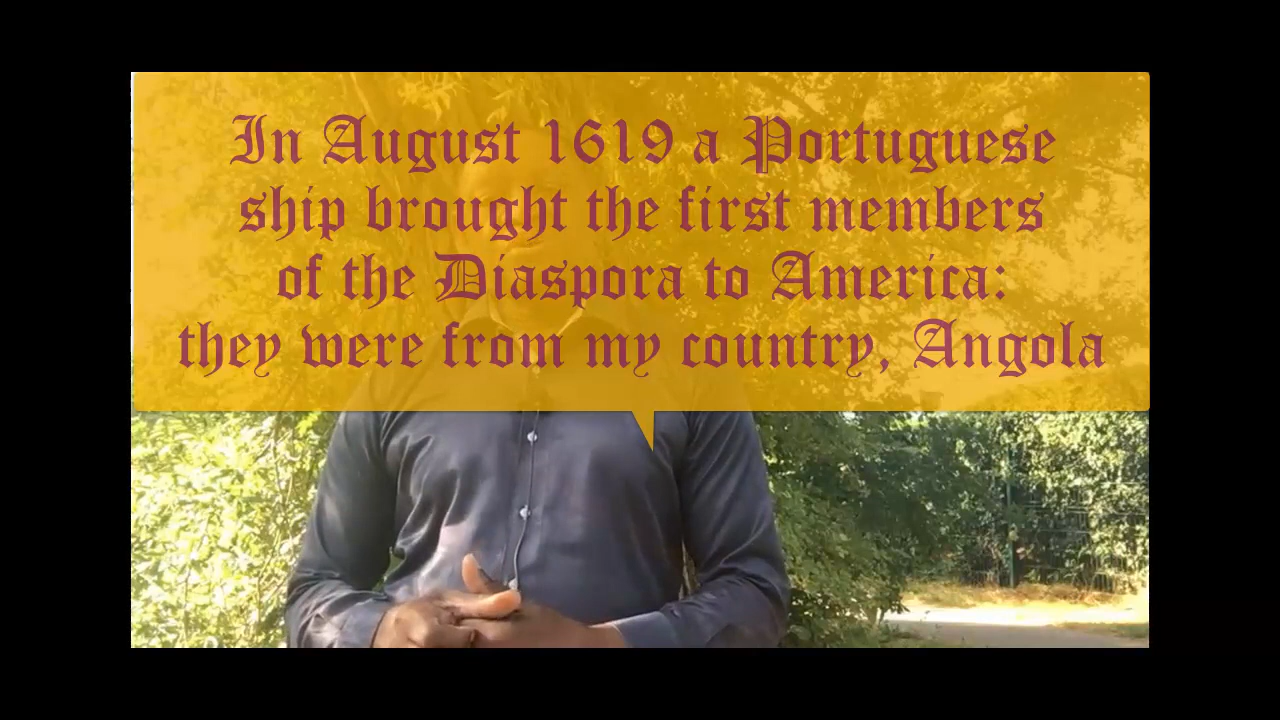 In August 1619 a Portuguese
ship brought the first members
of the Diaspora to America:
they were from my country, Angola